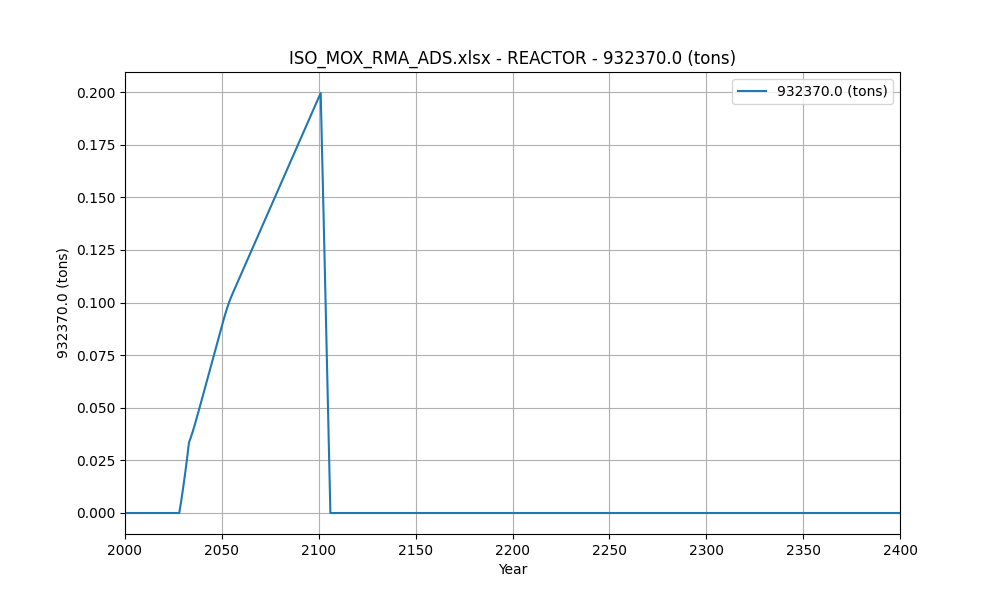 ISO_MOX_RMA_ADS.xlsx - REACTOR - 932370.0 (tons)
932370.0 (tons)
0.200
0.175
0.150
0.125
0.100
0.075
0.050
0.025
0.000
932370.0 (tons)
2000 2050 2100 2150 2200 2250 2300 2350 2400
Year